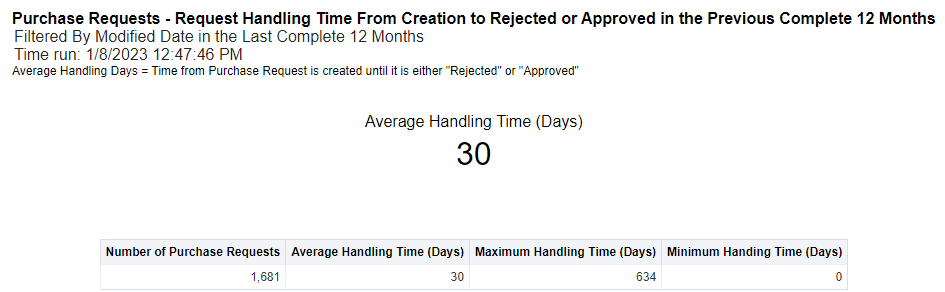 Purchase Requests - Request Handling Time From Creation to Rejected or Approved in the Previous Complete 12 Months
Filtered By Modified Date in the Last Complete 12 Months
Time run: 1/8/2023 12:47:46 PM
Average Handling Days = Time from Purchase Request is created until it is either "Rejected" or "Approved"
Average Handling Time (Days)
30
Number of Purchase Requests Average Handling Time (Days) Maximum Handling Time (Days) Minimum Handing Time (Days)
1,681 30 634 0